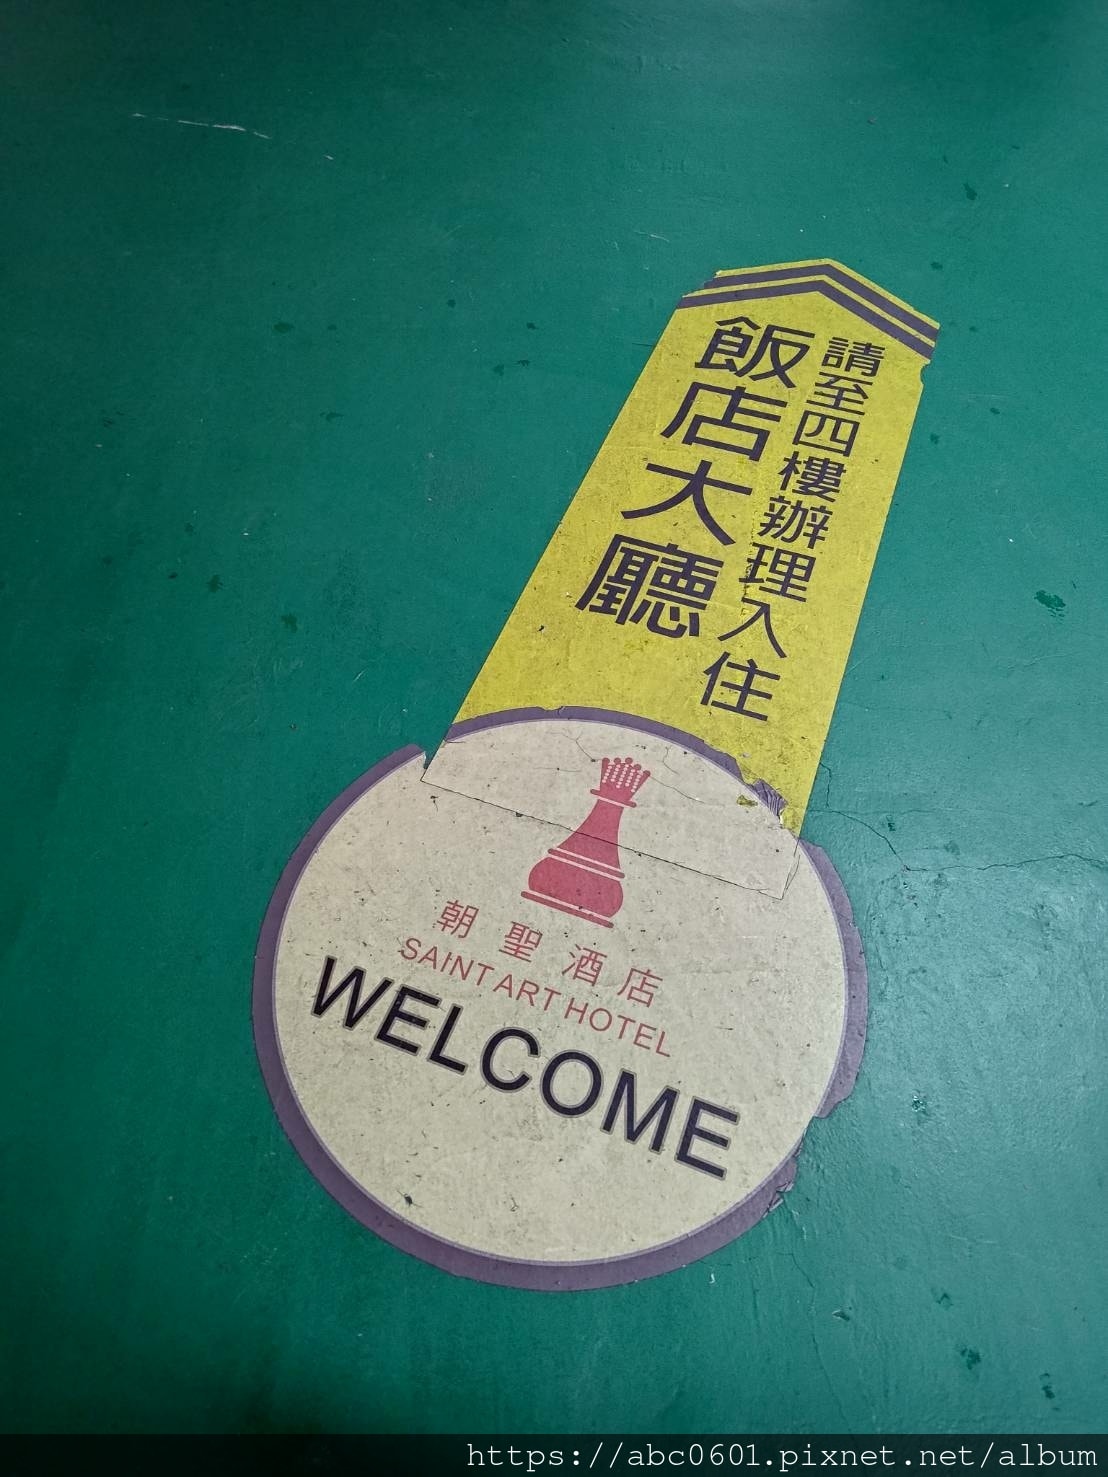 請至四樓辦理入住
飯店大廳
朝聖酒店
SAINT ART HOTEL
WELCOME
https://abc0601.pixnet.net/album